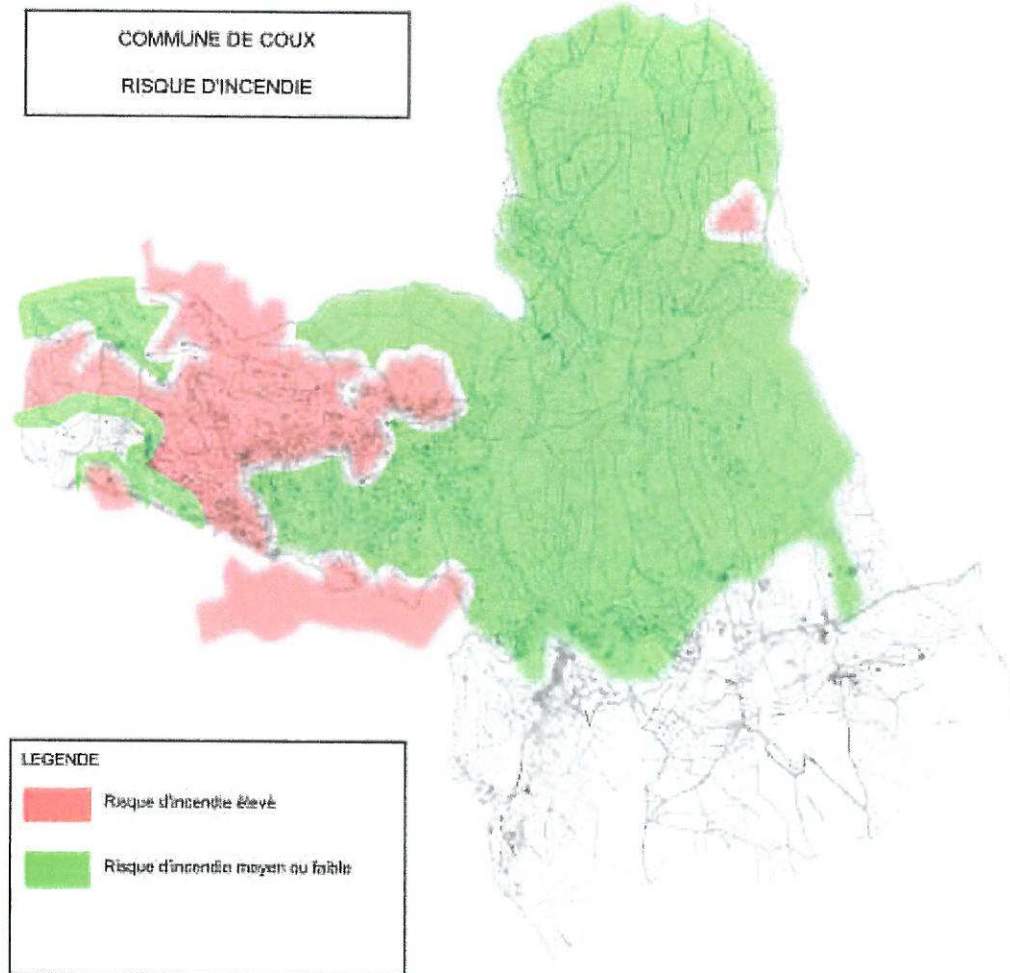 COMMUNE DE COUX
RISQUE D'INCENDIE
LEGENDE
Risque d'incendie élevé
Risque d'incendie moyen ou faible